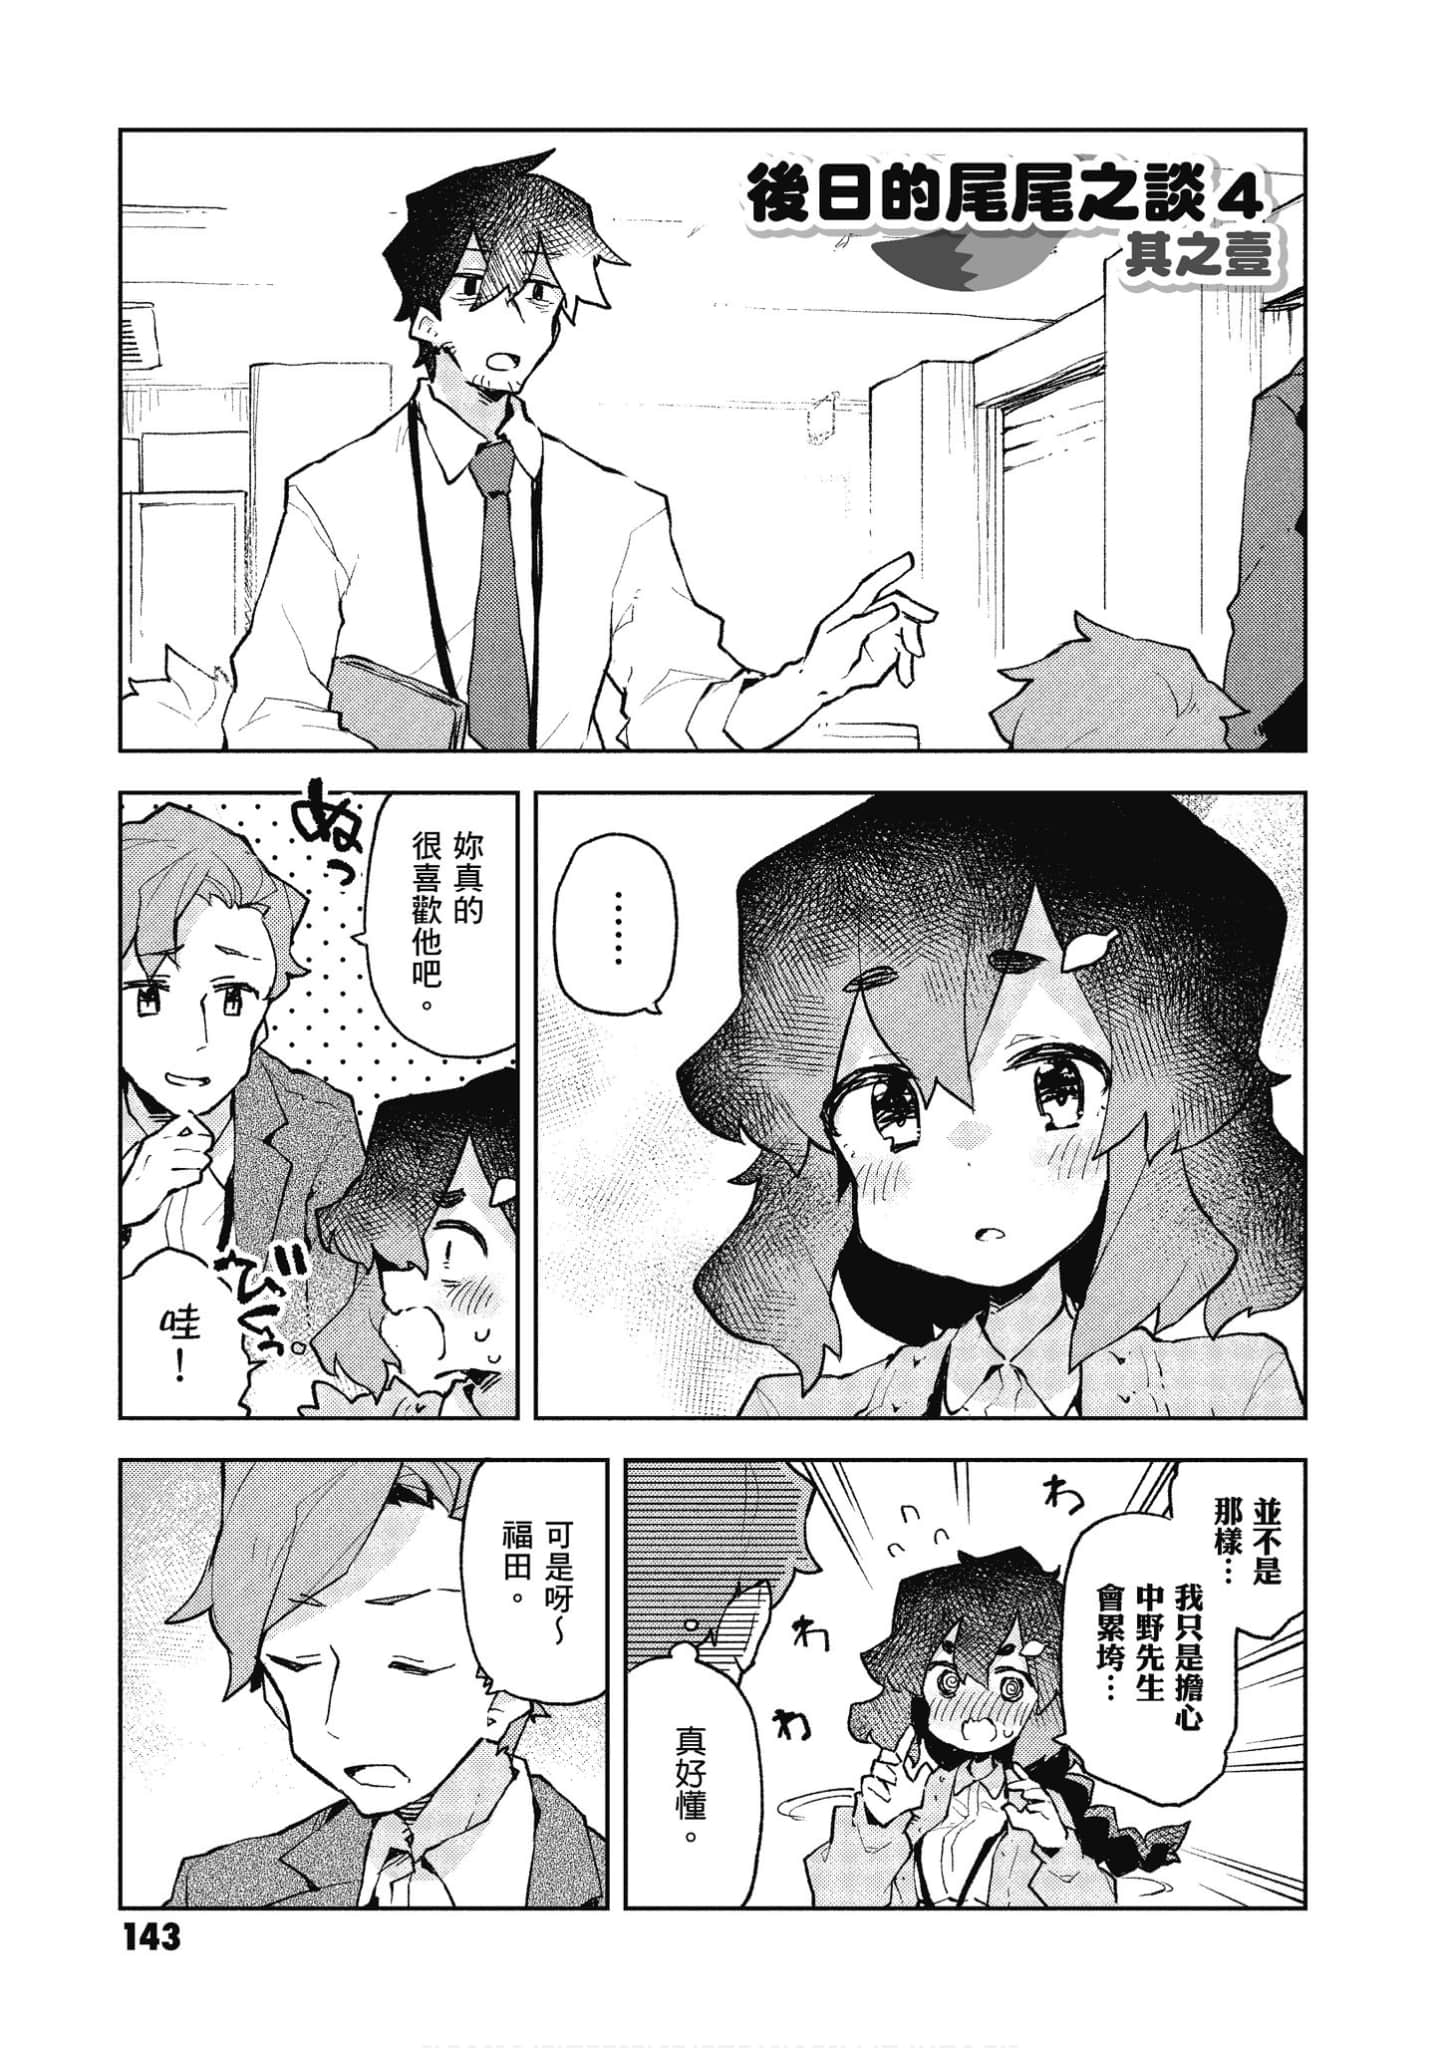 後日的尾尾之談4
其之壹
……
妳真的
很喜歡他吧。
ぬっ
びくっ
哇!
並不是
那樣…
我只是擔心
中野先生
會累垮…
わ
わ
わ
真好懂。
可是呀~
福田。
143